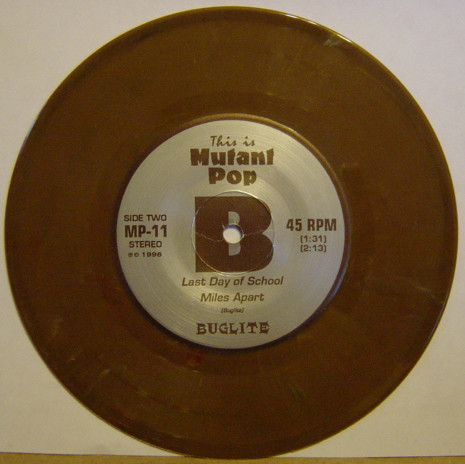 This is
Mutant
Pop
B
SIDE TWO
MP-11
STEREO
℗ © 1996
45 RPM
(1:31)
(2:13)
Last Day of School
Miles Apart
(Buglite)
BUGLITE